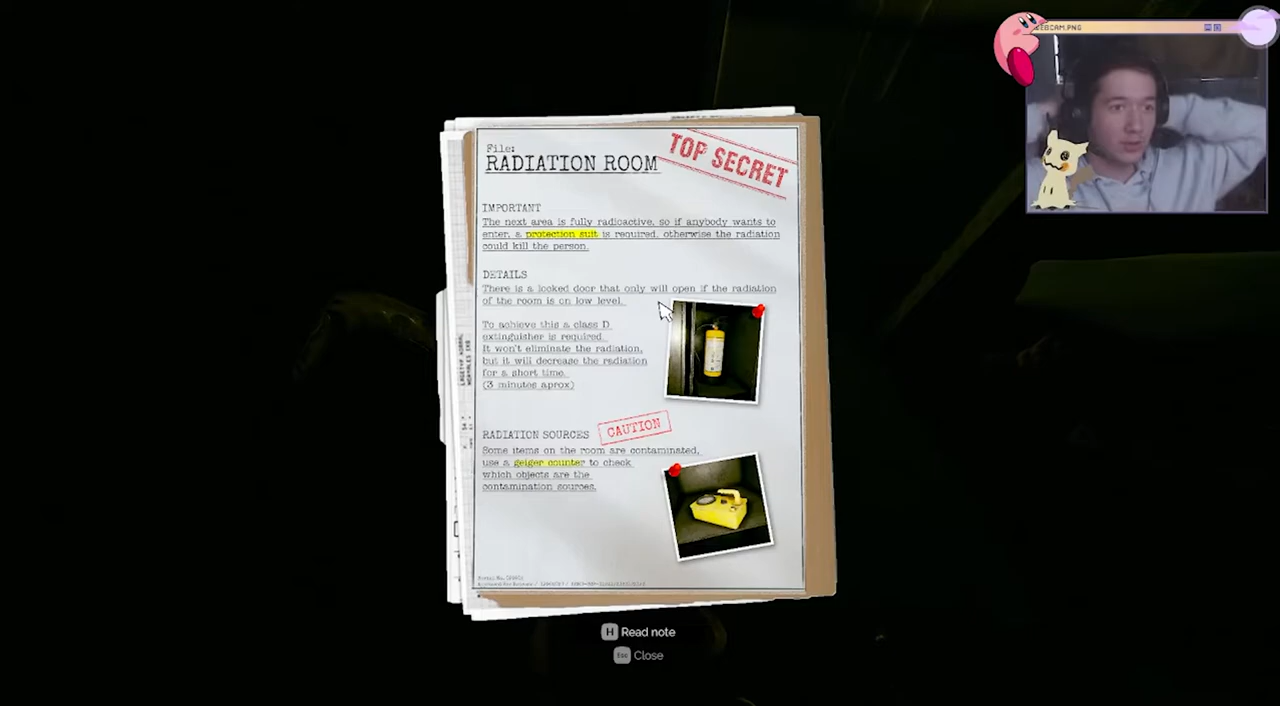 WEBCAM.PNG
File:
RADIATION ROOM
TOP SECRET
IMPORTANT
The next area is fully radioactive, so if anybody wants to
enter, a protection suit is required, otherwise the radiation
could kill the person.
DETAILS
There is a locked door that only will open if the radiation
of the room is on low level.
To achieve this a class D
extinguisher is required.
It won't eliminate the radiation,
but it will decrease the radiation
for a short time.
(3 minutes aprox)
RADIATION SOURCES
CAUTION
Some items on the room are contaminated,
use a geiger counter to check
which objects are the
contamination sources.
H Read note
Esc Close